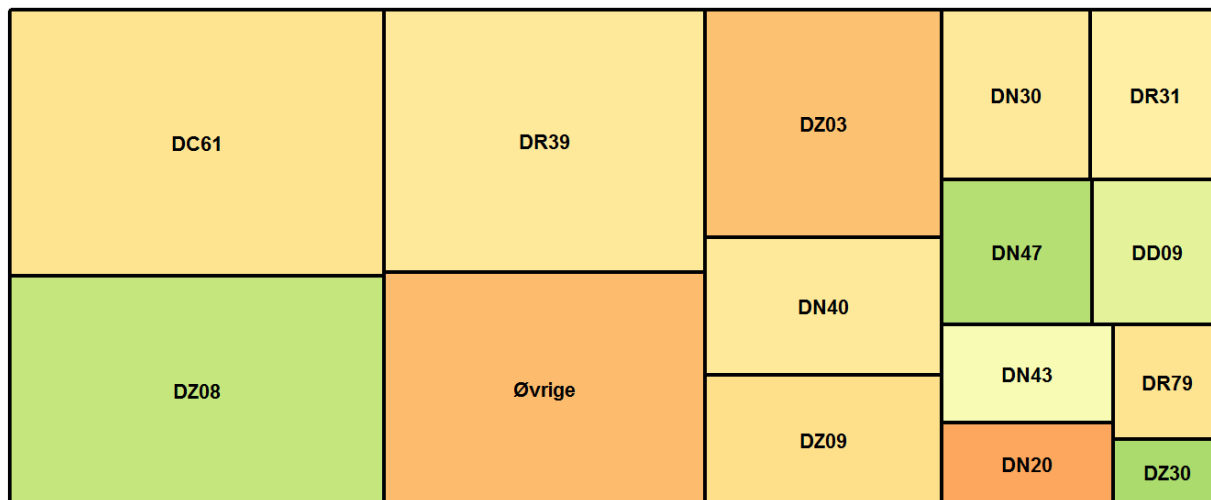 DC61
DR39
DZ03
DN30
DR31
DN47
DD09
DN40
DN43
DR79
DZ08
Øvrige
DZ09
DN20
DZ30